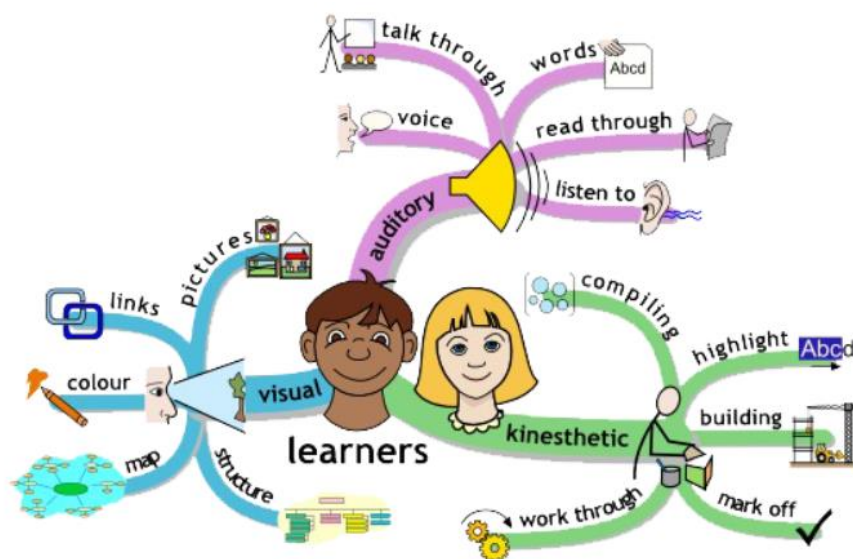 talk through
words
Abcd
voice
read through
listen to
auditory
pictures
links
colour
visual
map
structure
learners
compiling
highlight
Abcd
building
kinesthetic
work through
mark off